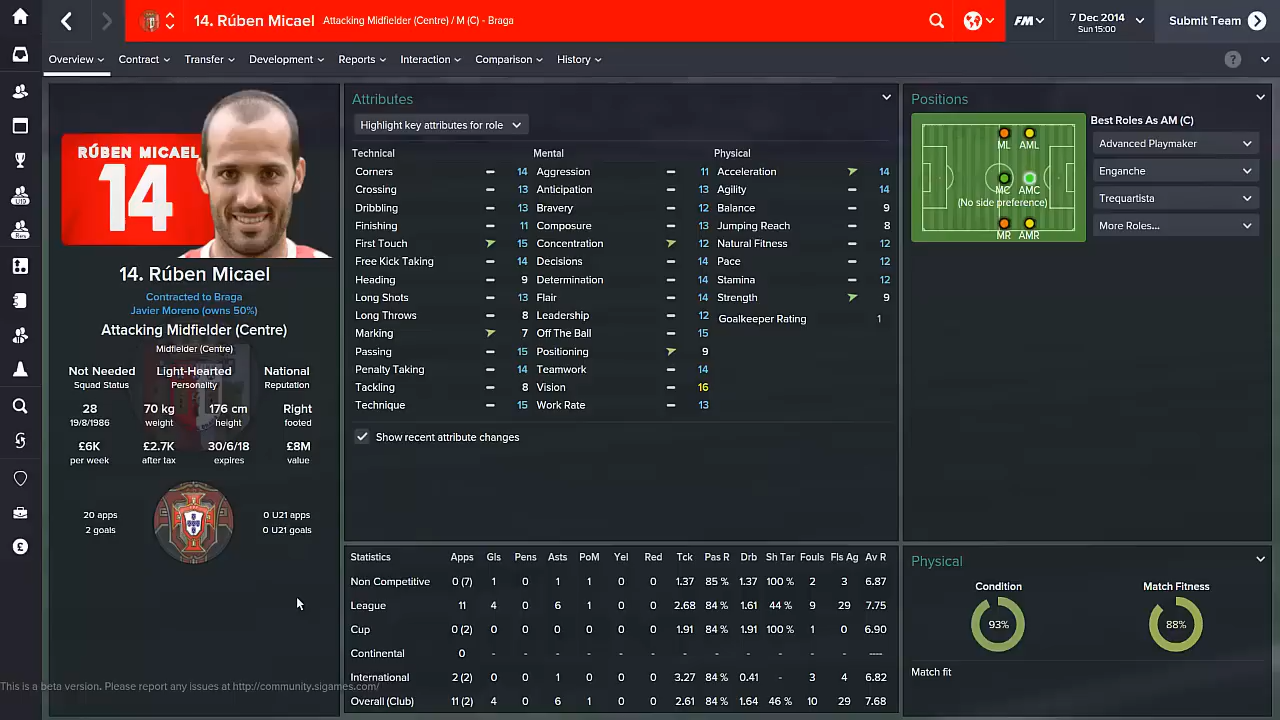 14. Rúben Micael Attacking Midfielder (Centre) / M (C) - Braga
FM
7 Dec 2014
Sun 15:00
Submit Team
Overview Contract Transfer Development Reports Interaction Comparison History
?
RÚBEN MICAEL
14
14. Rúben Micael
Contracted to Braga
Javier Moreno (owns 50%)
Attacking Midfielder (Centre)
Midfielder (Centre)
Not Needed Light-Hearted National
Squad Status Personality Reputation
28 70 kg 176 cm Right
19/8/1986 weight height footed
£6K £2.7K 30/6/18 £8M
per week after tax expires value
20 apps 0 U21 apps
2 goals 0 U21 goals
Attributes
Highlight key attributes for role
Technical Mental Physical
Corners 14 Aggression 11 Acceleration 14
Crossing 13 Anticipation 13 Agility 14
Dribbling 13 Bravery 12 Balance 9
Finishing 11 Composure 13 Jumping Reach 8
First Touch 15 Concentration 12 Natural Fitness 12
Free Kick Taking 14 Decisions 14 Pace 12
Heading 9 Determination 14 Stamina 12
Long Shots 13 Flair 14 Strength 9
Long Throws 8 Leadership 12 Goalkeeper Rating 1
Marking 7 Off The Ball 15
Passing 15 Positioning 9
Penalty Taking 14 Teamwork 14
Tackling 8 Vision 16
Technique 15 Work Rate 13
Show recent attribute changes
Positions
ML AML
MC AMC
(No side preference)
MR AMR
Best Roles As AM (C)
Advanced Playmaker
Enganche
Trequartista
More Roles...
Statistics Apps Gls Pens Asts PoM Yel Red Tck Pas R Drb Sh Tar Fouls Fls Ag Av R
Non Competitive 0 (7) 1 0 1 1 0 0 1.37 85 % 1.37 100 % 2 3 6.87
League 11 4 0 6 1 0 0 2.68 84 % 1.61 44 % 9 29 7.75
Cup 0 (2) 0 0 0 0 0 0 1.91 84 % 1.91 100 % 1 0 6.90
Continental 0 - - - - - - - - - - - - ----
International 2 (2) 0 0 1 0 0 0 3.27 84 % 0.41 - 3 4 6.82
Overall (Club) 11 (2) 4 0 6 1 0 0 2.61 84 % 1.64 46 % 10 29 7.68
Physical
Condition Match Fitness
93% 88%
Match fit
This is a beta version. Please report any issues at http://community.sigames.com/